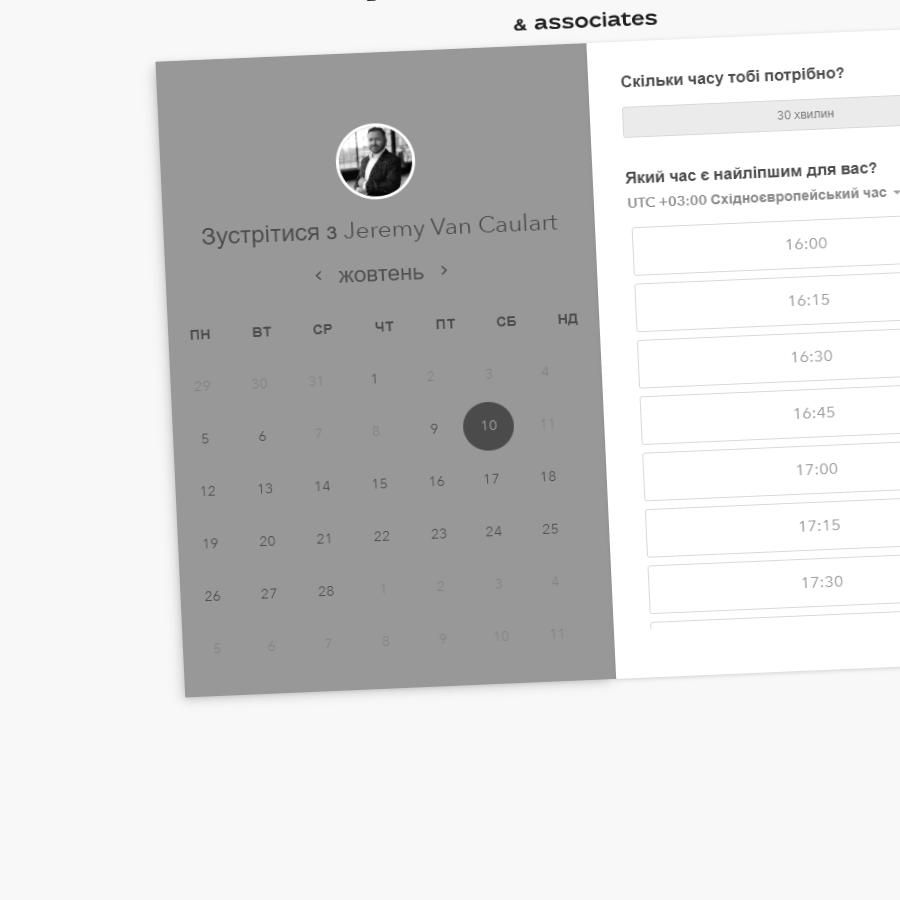 & associates
Зустрітися з Jeremy Van Caulart
жовтень
ПН ВТ СР ЧТ ПТ СБ НД
29 30 31 1 2 3 4
5 6 7 8 9 10 11
12 13 14 15 16 17 18
19 20 21 22 23 24 25
26 27 28 1 2 3 4
5 6 7 8 9 10 11
Скільки часу тобі потрібно?
30 хвилин
Який час є найліпшим для вас?
UTC +03:00 Східноєвропейський час
16:00
16:15
16:30
16:45
17:00
17:15
17:30